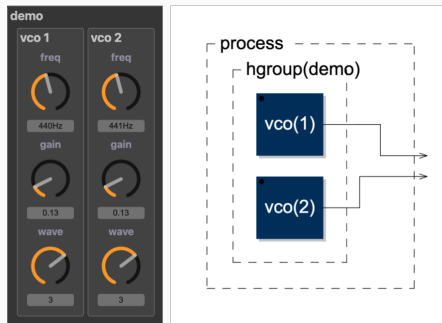 demo
vco 1
vco 2
freq
freq
440Hz
441Hz
gain
gain
0.13
0.13
wave
wave
3
3
process
hgroup(demo)
vco(1)
vco(2)